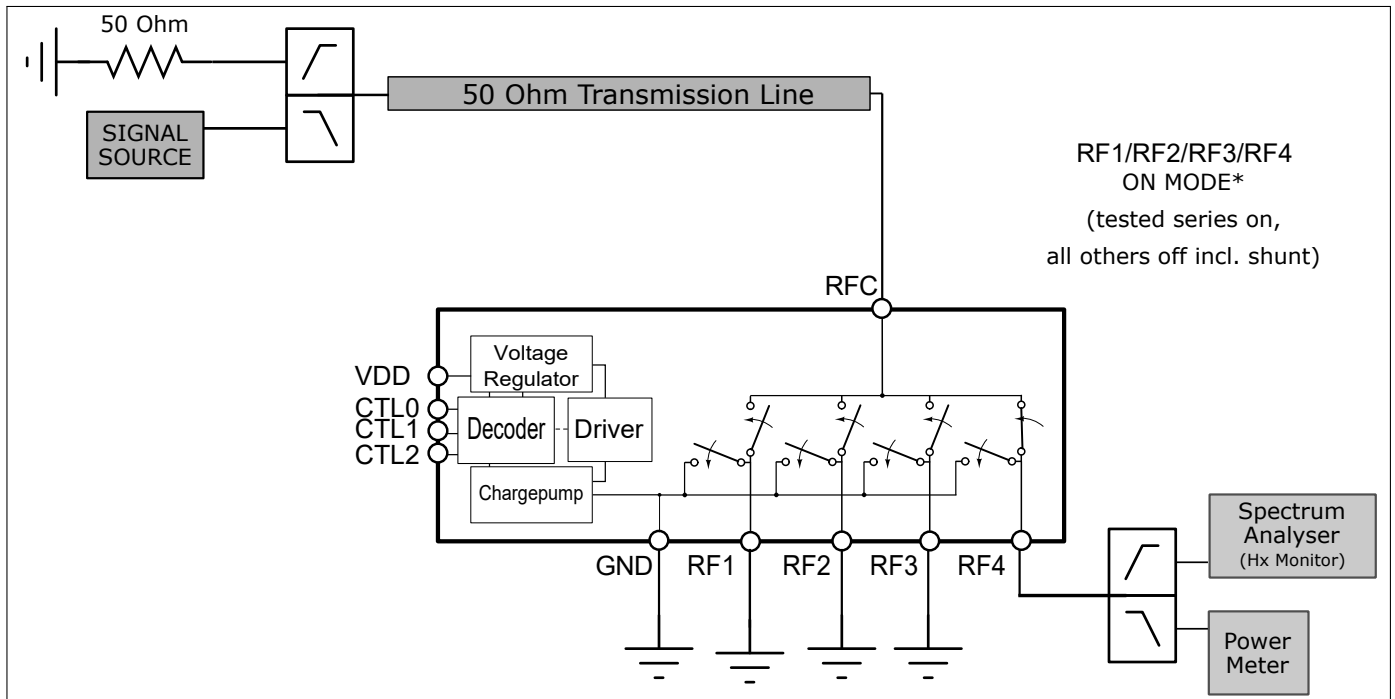 50 Ohm
50 Ohm Transmission Line
SIGNAL
SOURCE
RF1/RF2/RF3/RF4
ON MODE*
(tested series on,
all others off incl. shunt)
RFC
Voltage
Regulator
VDD
CTL0
CTL1
CTL2
Decoder
Driver
Chargepump
GND
RF1
RF2
RF3
RF4
Spectrum
Analyser
(Hx Monitor)
Power
Meter